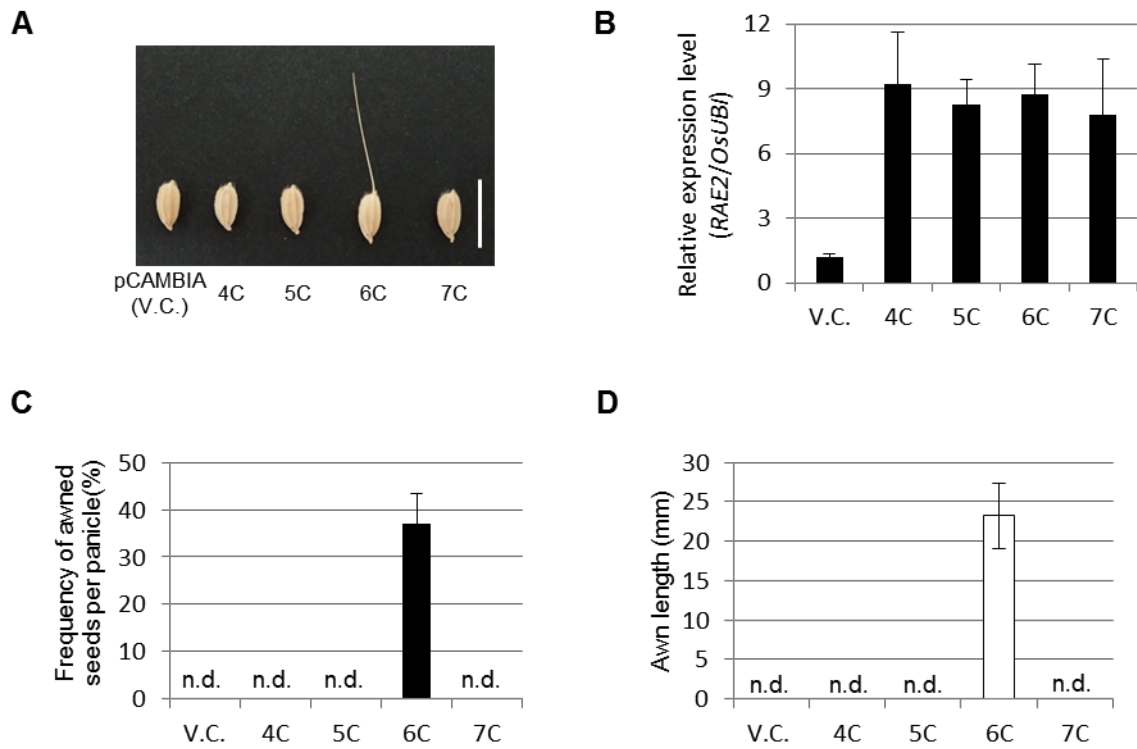 A
pCAMBIA
(V.C.)
4C
5C
6C
7C
B
Relative expression level
(RAE2/OsUBI)
12
9
6
3
0
V.C.
4C
5C
6C
7C
C
Frequency of awned
seeds per panicle(%)
50
40
30
20
10
0
n.d.
n.d.
n.d.
n.d.
V.C.
4C
5C
6C
7C
D
Awn length (mm)
30
25
20
15
10
5
0
n.d.
n.d.
n.d.
n.d.
V.C.
4C
5C
6C
7C